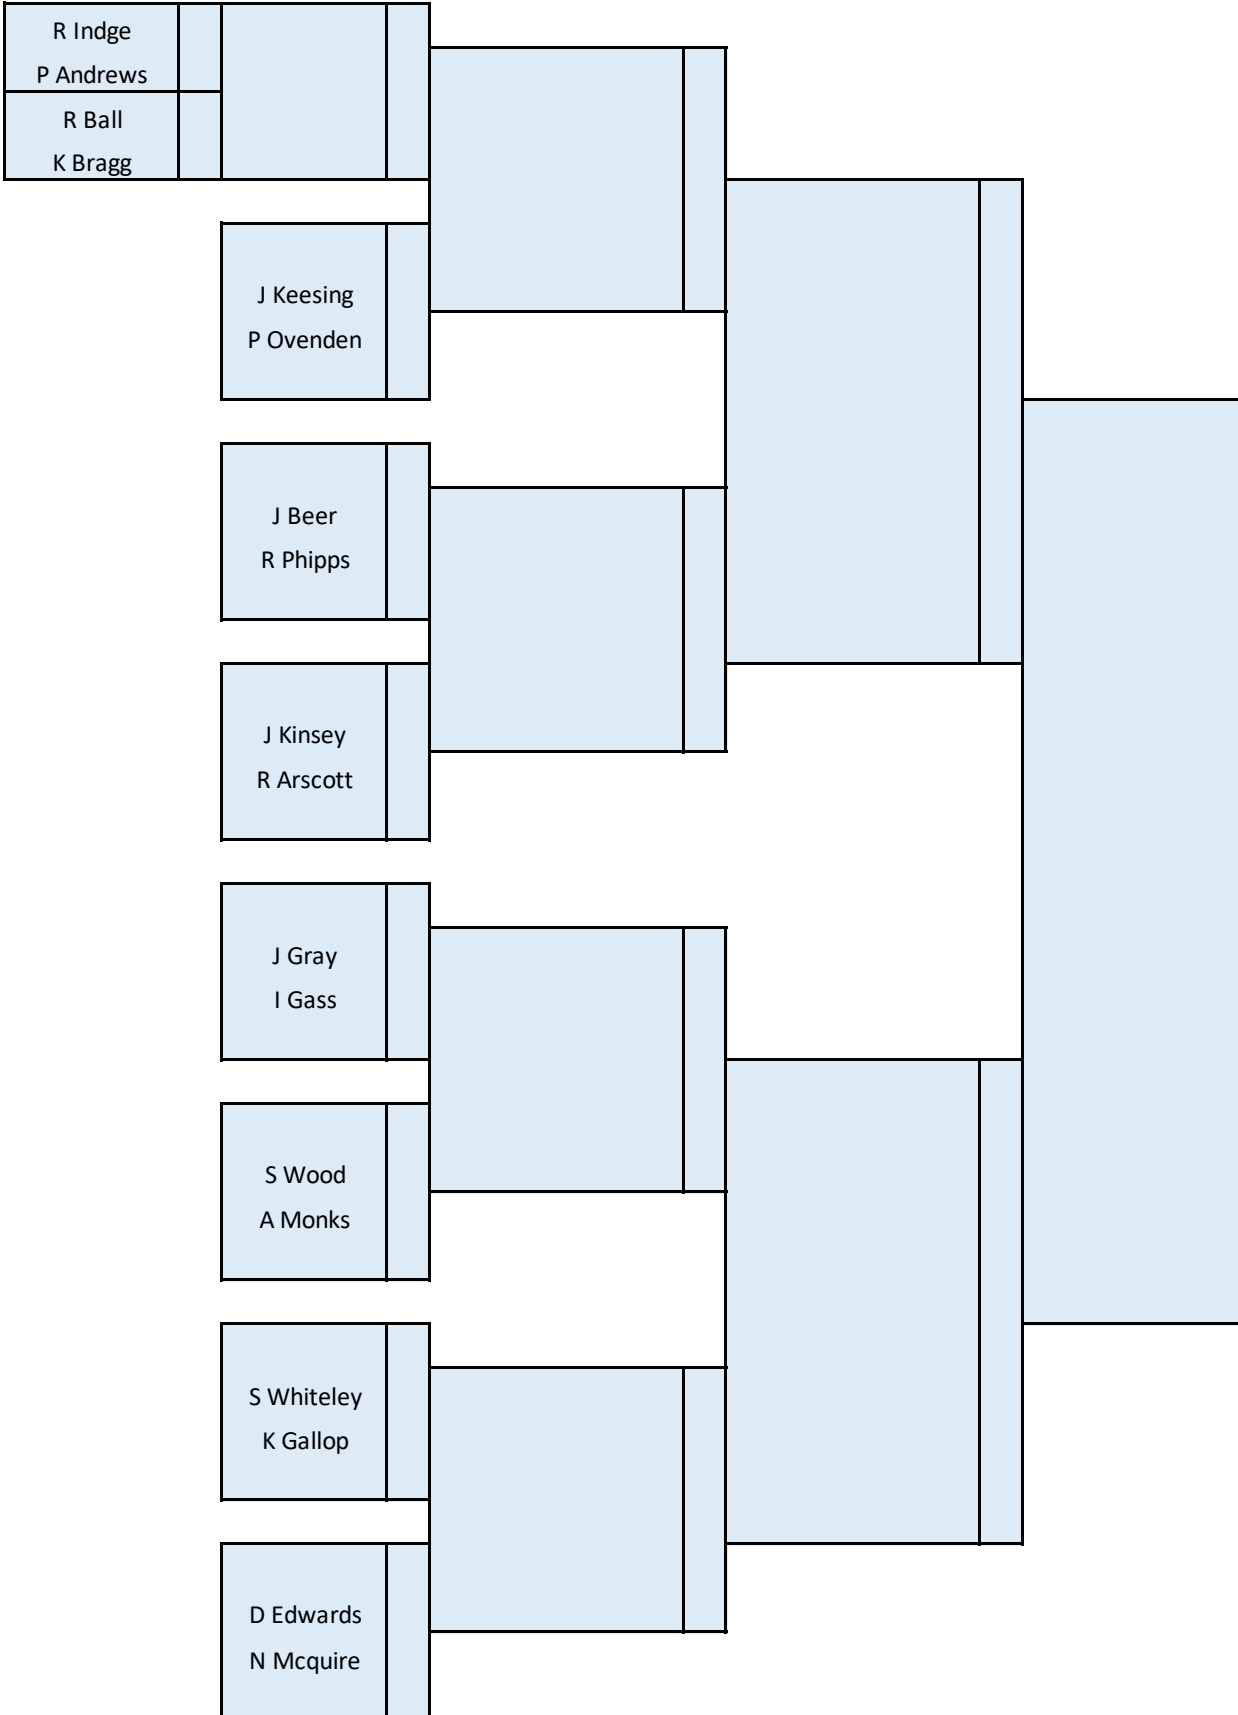 R Indge
P Andrews
R Ball
K Bragg
J Keesing
P Ovenden
J Beer
R Phipps
J Kinsey
R Arscott
J Gray
I Gass
S Wood
A Monks
S Whiteley
K Gallop
D Edwards
N Mcquire